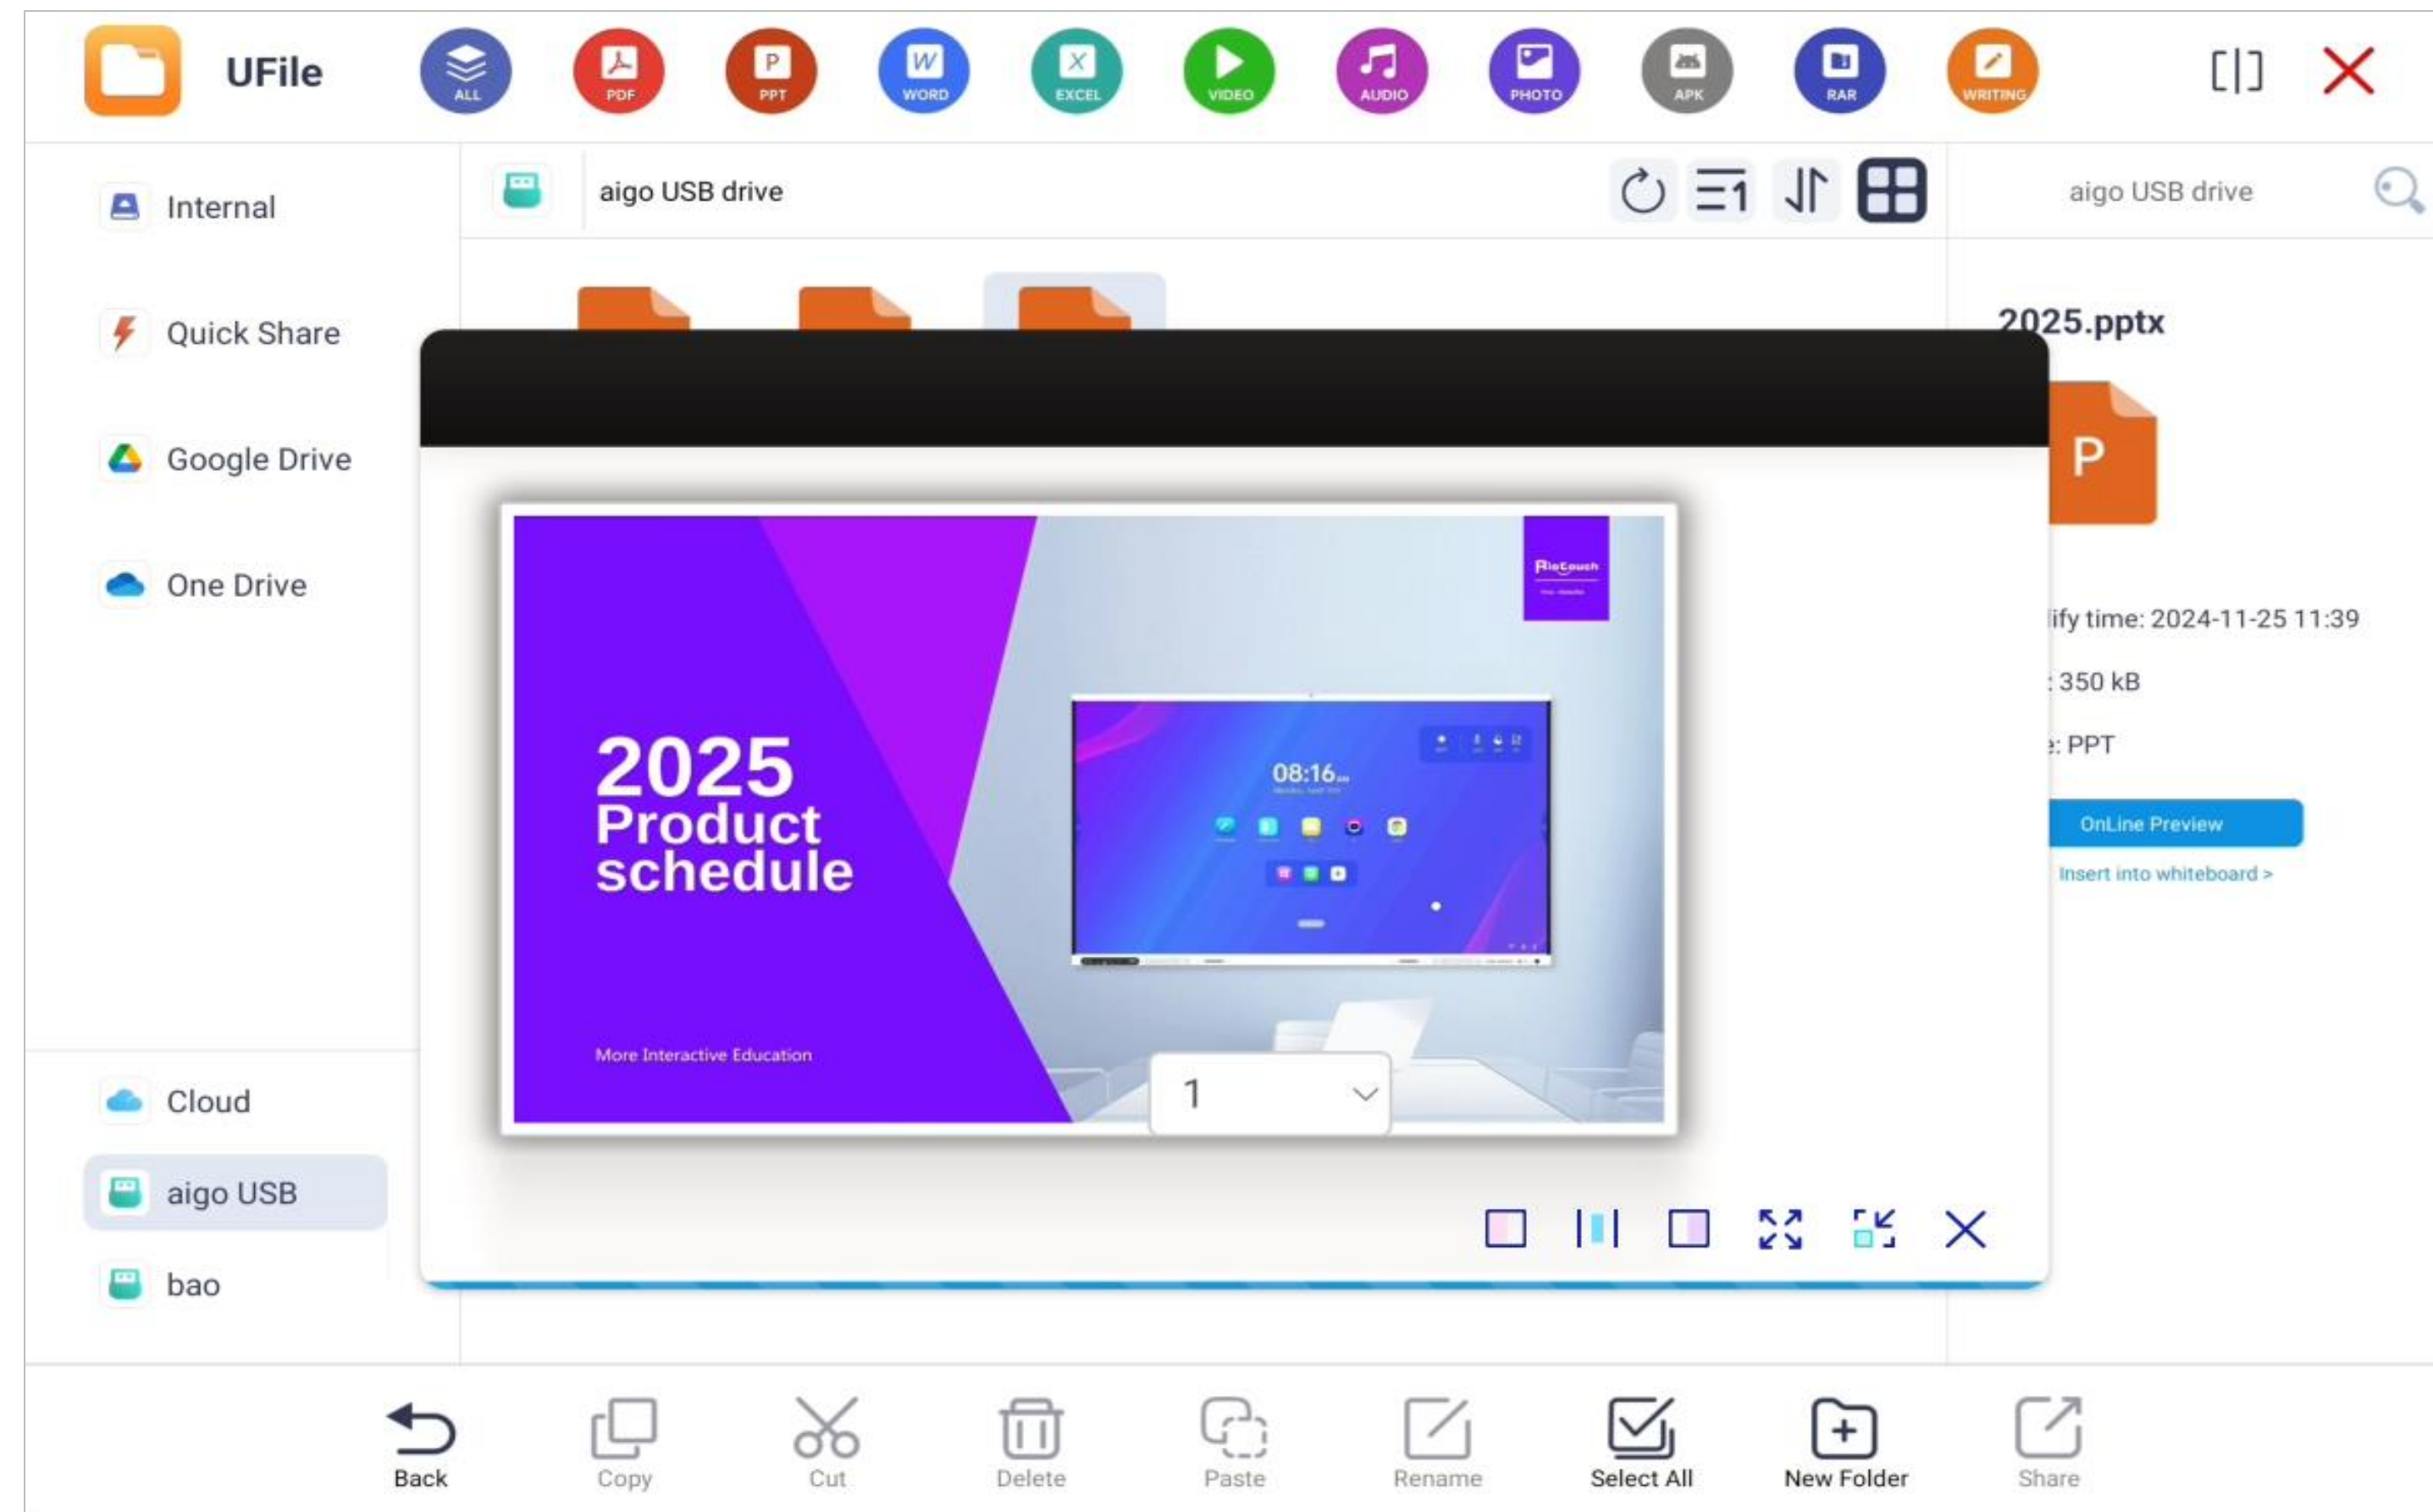 UFile
ALL
PDF
P
PPT
W
WORD
X
EXCEL
VIDEO
AUDIO
PHOTO
APK
RAR
WRITING
Internal
Quick Share
Google Drive
One Drive
Cloud
aigo USB
bao
aigo USB drive
1
aigo USB drive
2025.pptx
P
ify time: 2024-11-25 11:39
: 350 kB
e: PPT
OnLine Preview
Insert into whiteboard >
Riotouch
2025
Product
schedule
More Interactive Education
08:16
1
Back
Copy
Cut
Delete
Paste
Rename
Select All
New Folder
Share